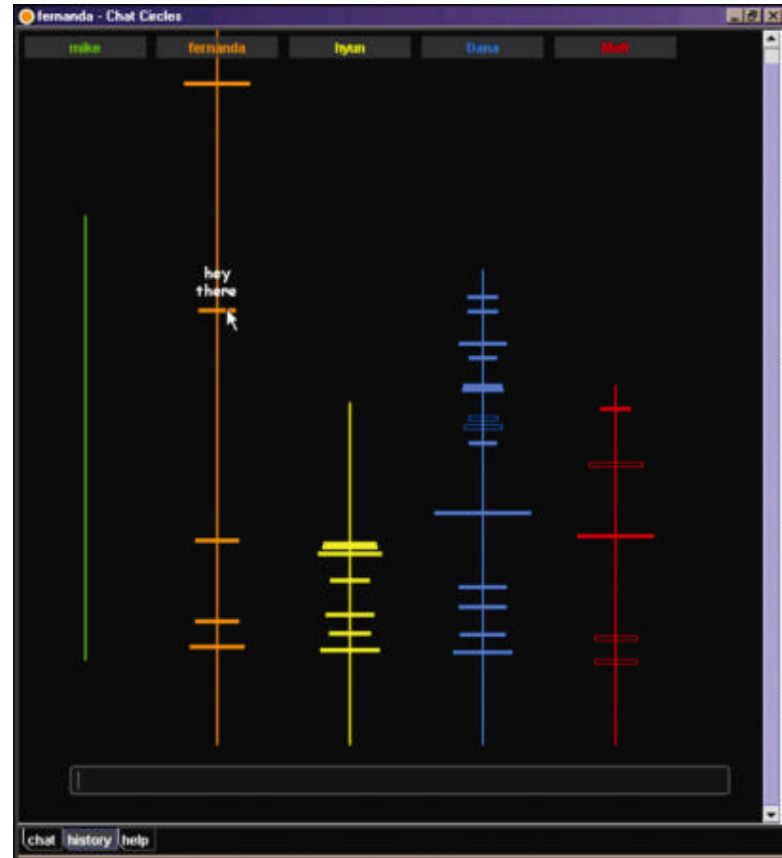 fernanda - Chat Circles
mike fernanda hyun Dana Matt
hey
there
chat history help